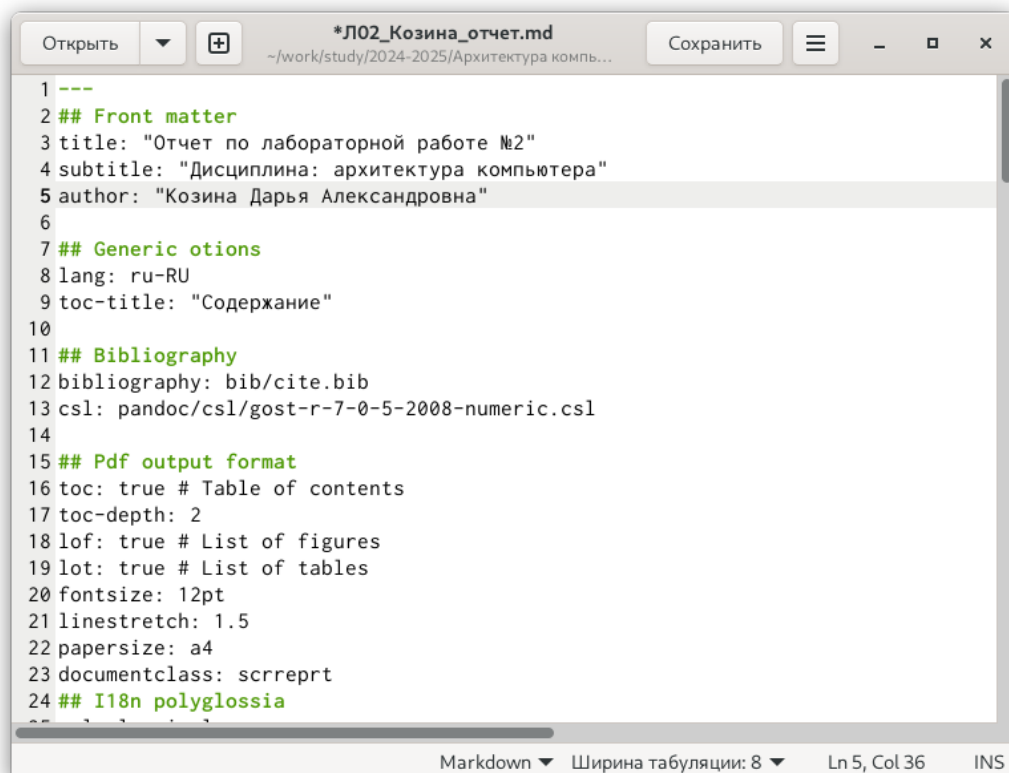 Открыть
*Л02_Козина_отчет.md
~/work/study/2024-2025/Архитектура компь...
Сохранить
1 ---
2 ## Front matter
3 title: "Отчет по лабораторной работе №2"
4 subtitle: "Дисциплина: архитектура компьютера"
5 author: "Козина Дарья Александровна"
6
7 ## Generic otions
8 lang: ru-RU
9 toc-title: "Содержание"
10
11 ## Bibliography
12 bibliography: bib/cite.bib
13 csl: pandoc/csl/gost-r-7-0-5-2008-numeric.csl
14
15 ## Pdf output format
16 toc: true # Table of contents
17 toc-depth: 2
18 lof: true # List of figures
19 lot: true # List of tables
20 fontsize: 12pt
21 linestretch: 1.5
22 papersize: a4
23 documentclass: scrreprt
24 ## I18n polyglossia
Markdown Ширина табуляции: 8 Ln 5, Col 36 INS